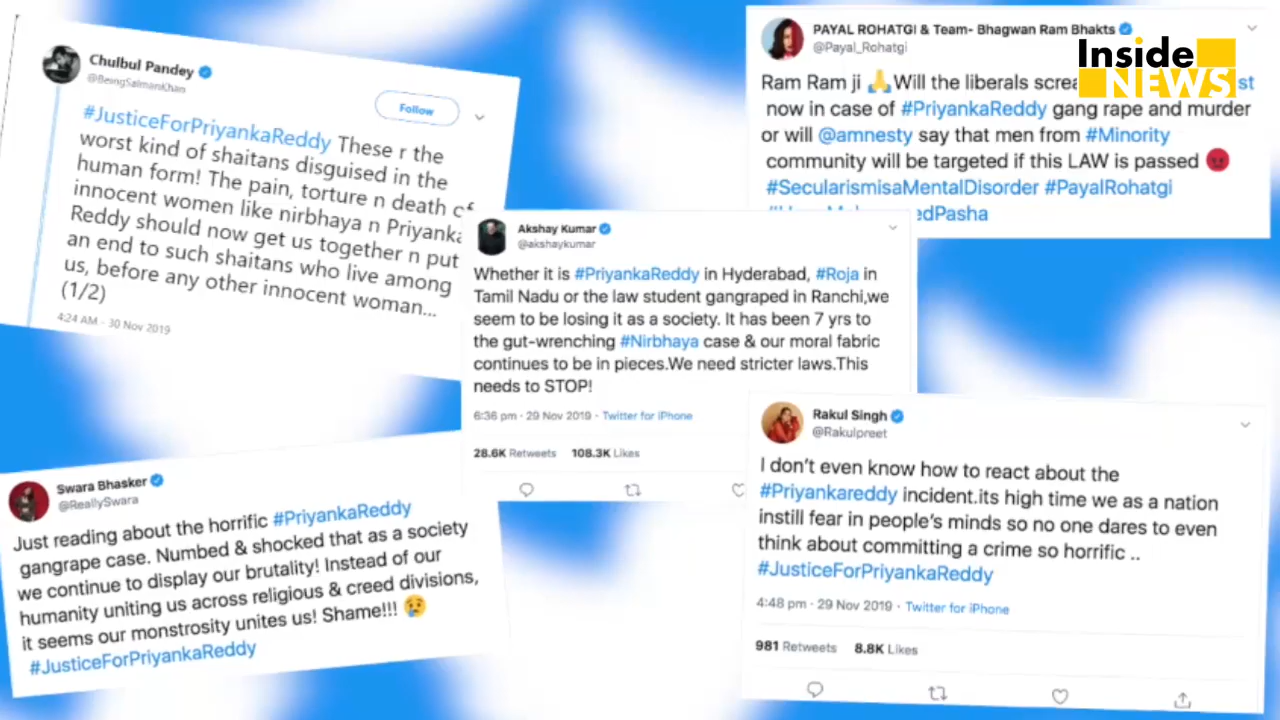 Chulbul Pandey
@BeingSalmanKhan
Follow
#JusticeForPriyankaReddy These r the
worst kind of shaitans disguised in the
human form! The pain, torture n death of
innocent women like nirbhaya n Priyanka
Reddy should now get us together n put
an end to such shaitans who live among
us, before any other innocent woman...
(1/2)
4:24 AM - 30 Nov 2019
PAYAL ROHATGI & Team- Bhagwan Ram Bhakts
@Payal_Rohatgi
Ram Ram ji 🙏Will the liberals screa
now in case of #PriyankaReddy gang rape and murder
or will @amnesty say that men from #Minority
community will be targeted if this LAW is passed 😡
#SecularismisaMentalDisorder #PayalRohatgi
Inside
NEWS
Akshay Kumar
@akshaykumar
Whether it is #PriyankaReddy in Hyderabad, #Roja in
Tamil Nadu or the law student gangraped in Ranchi,we
seem to be losing it as a society. It has been 7 yrs to
the gut-wrenching #Nirbhaya case & our moral fabric
continues to be in pieces.We need stricter laws.This
needs to STOP!
6:36 pm · 29 Nov 2019 · Twitter for iPhone
28.6K Retweets 108.3K Likes
Swara Bhasker
@ReallySwara
Just reading about the horrific #PriyankaReddy
gangrape case. Numbed & shocked that as a society
we continue to display our brutality! Instead of our
humanity uniting us across religious & creed divisions,
it seems our monstrosity unites us! Shame!!! 😢
#JusticeForPriyankaReddy
Rakul Singh
@Rakulpreet
I don't even know how to react about the
#Priyankareddy incident.its high time we as a nation
instill fear in people's minds so no one dares to even
think about committing a crime so horrific ..
#JusticeForPriyankaReddy
4:48 pm · 29 Nov 2019 · Twitter for iPhone
981 Retweets 8.8K Likes